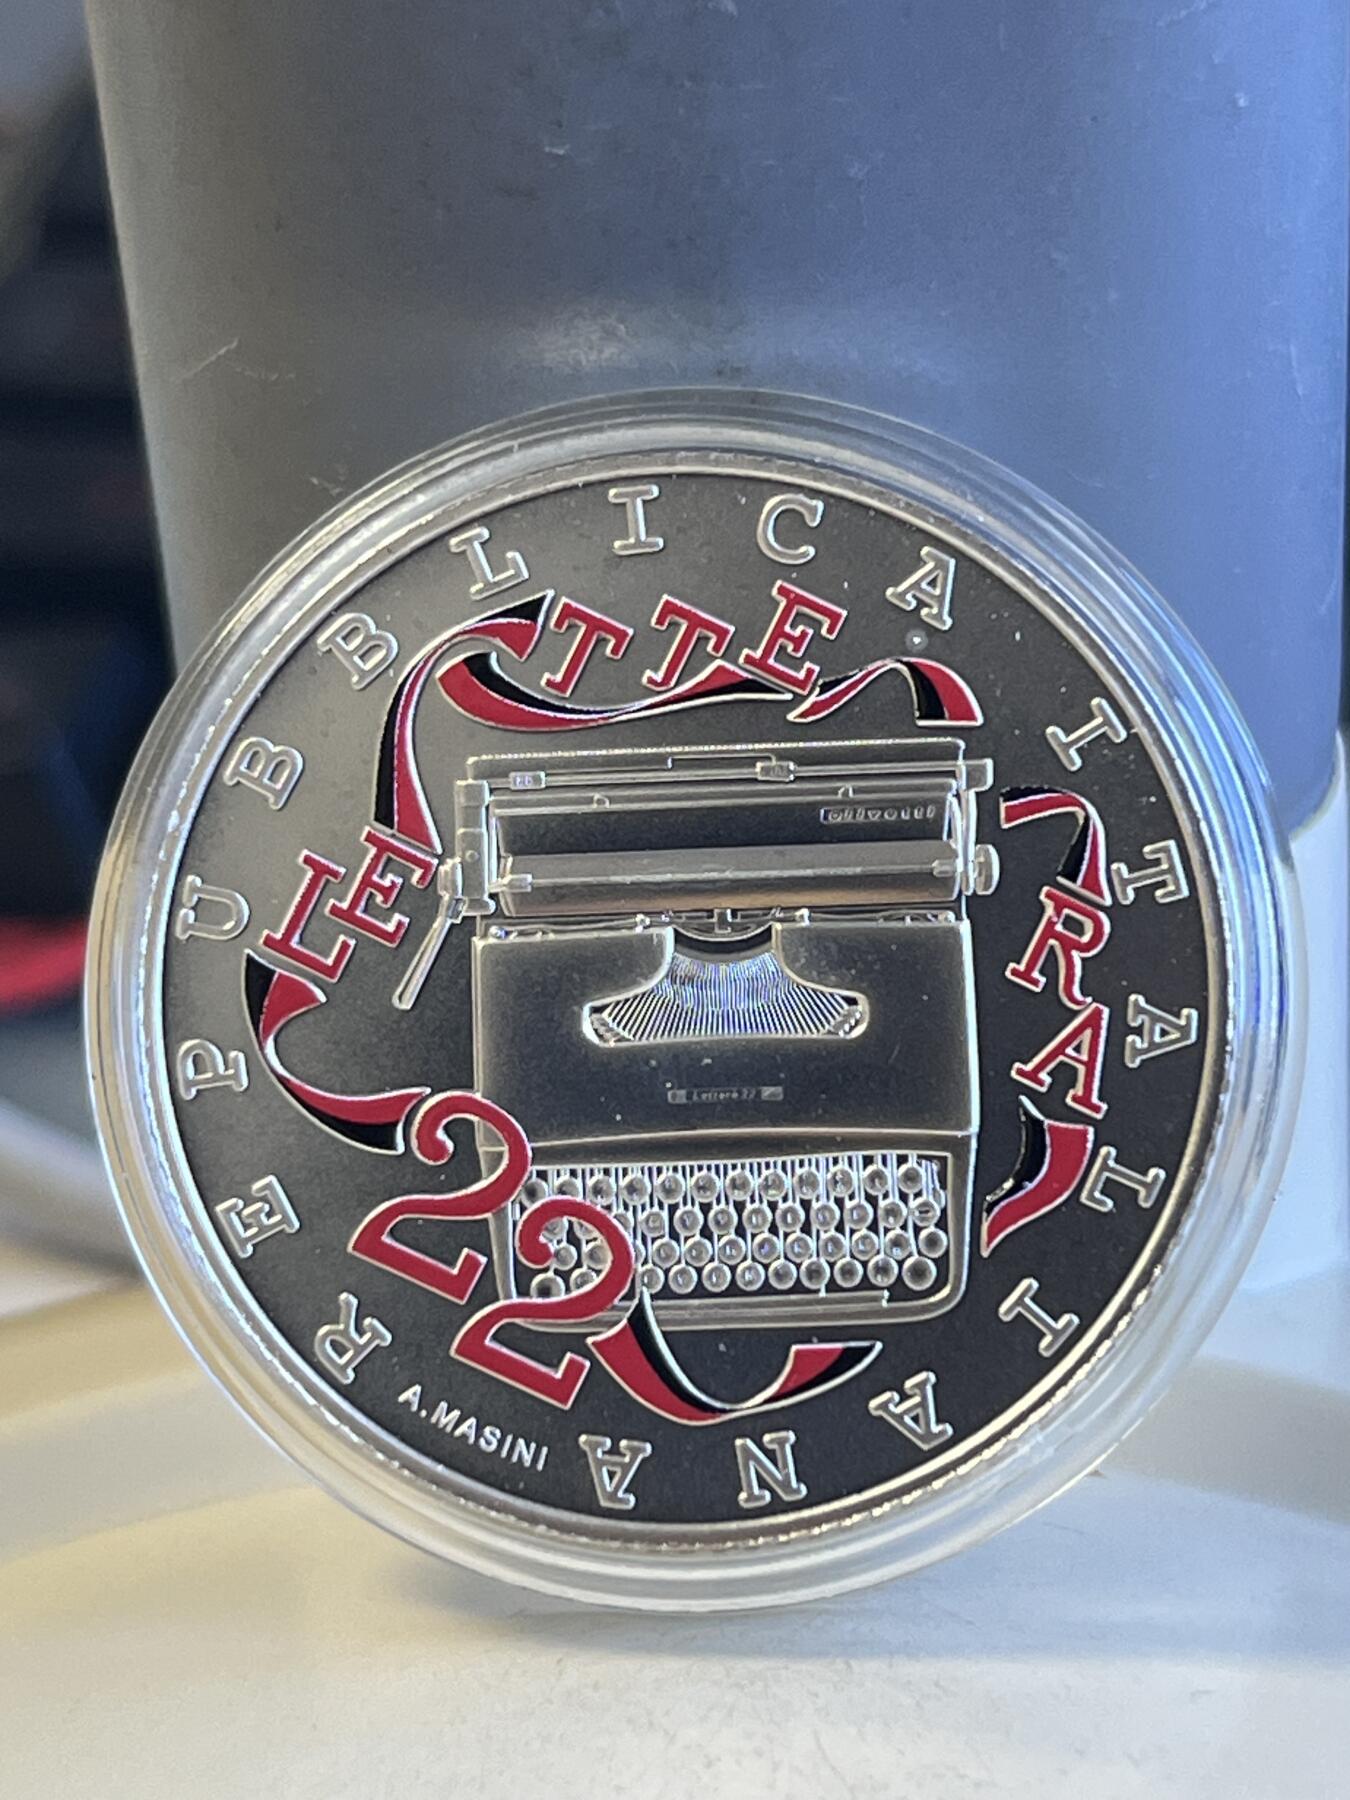 REPUBBLICA ITALIANA
LETTERA
22
olivetti
Lettera 22
A.MASINI